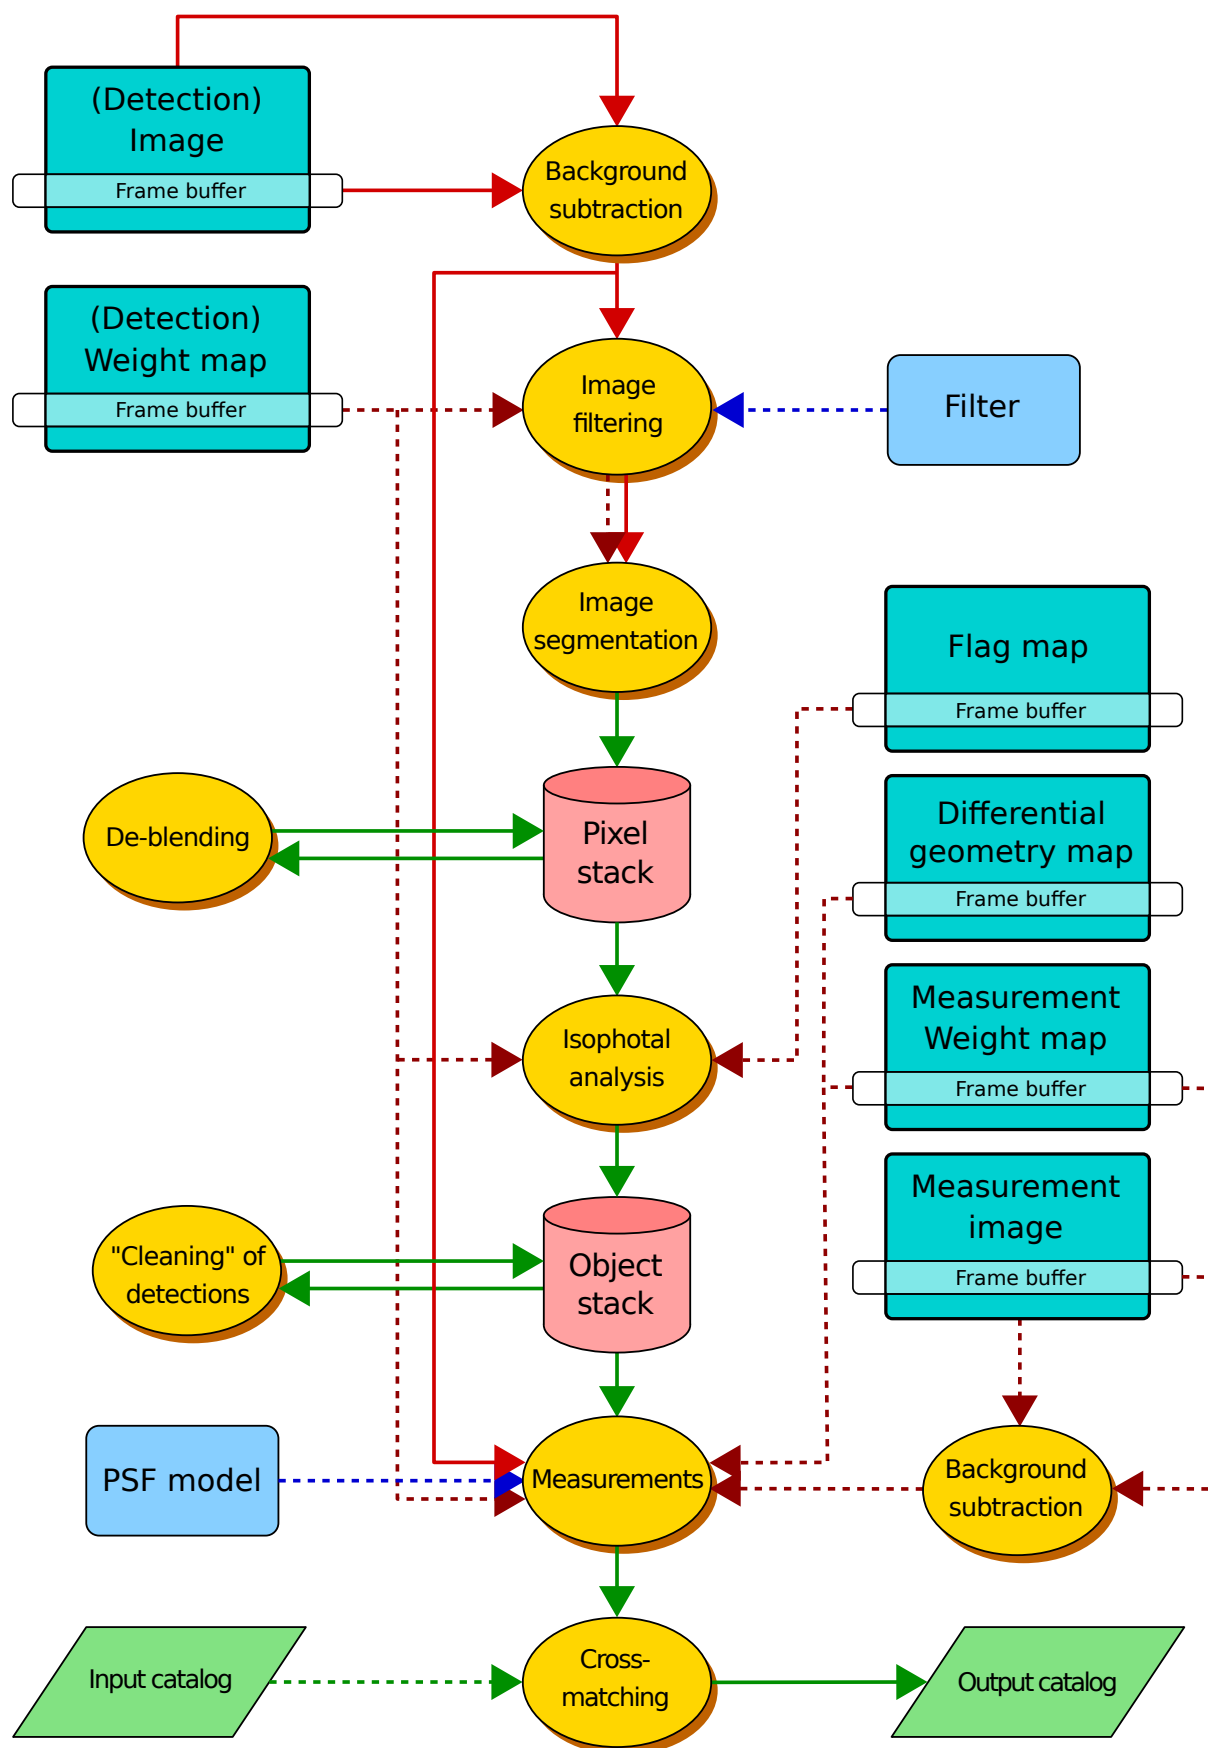 (Detection)
Image
Frame buffer
Background
subtraction
(Detection)
Weight map
Frame buffer
Image
filtering
Filter
Image
segmentation
Flag map
Frame buffer
De-blending
Pixel
stack
Differential
geometry map
Frame buffer
Isophotal
analysis
Measurement
Weight map
Frame buffer
"Cleaning" of
detections
Object
stack
Measurement
image
Frame buffer
PSF model
Measurements
Background
subtraction
Input catalog
Cross-
matching
Output catalog